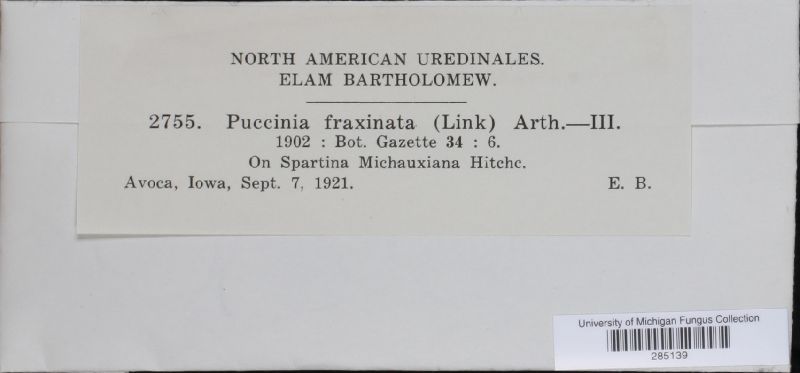 NORTH AMERICAN UREDINALES.
ELAM BARTHOLOMEW.
2755. Puccinia fraxinata (Link) Arth.—III.
1902 : Bot. Gazette 34 : 6.
On Spartina Michauxiana Hitchc.
Avoca, Iowa, Sept. 7, 1921. E. B.
University of Michigan Fungus Collection
285139